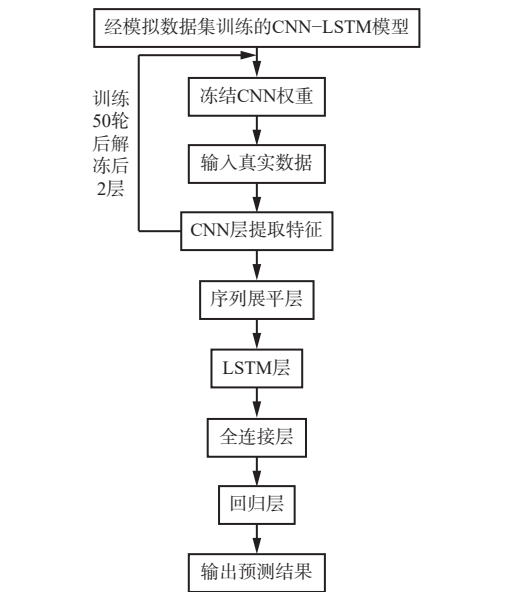 经模拟数据集训练的CNN−LSTM模型
训练
50轮
后解
冻后
2层
冻结CNN权重
输入真实数据
CNN层提取特征
序列展平层
LSTM层
全连接层
回归层
输出预测结果